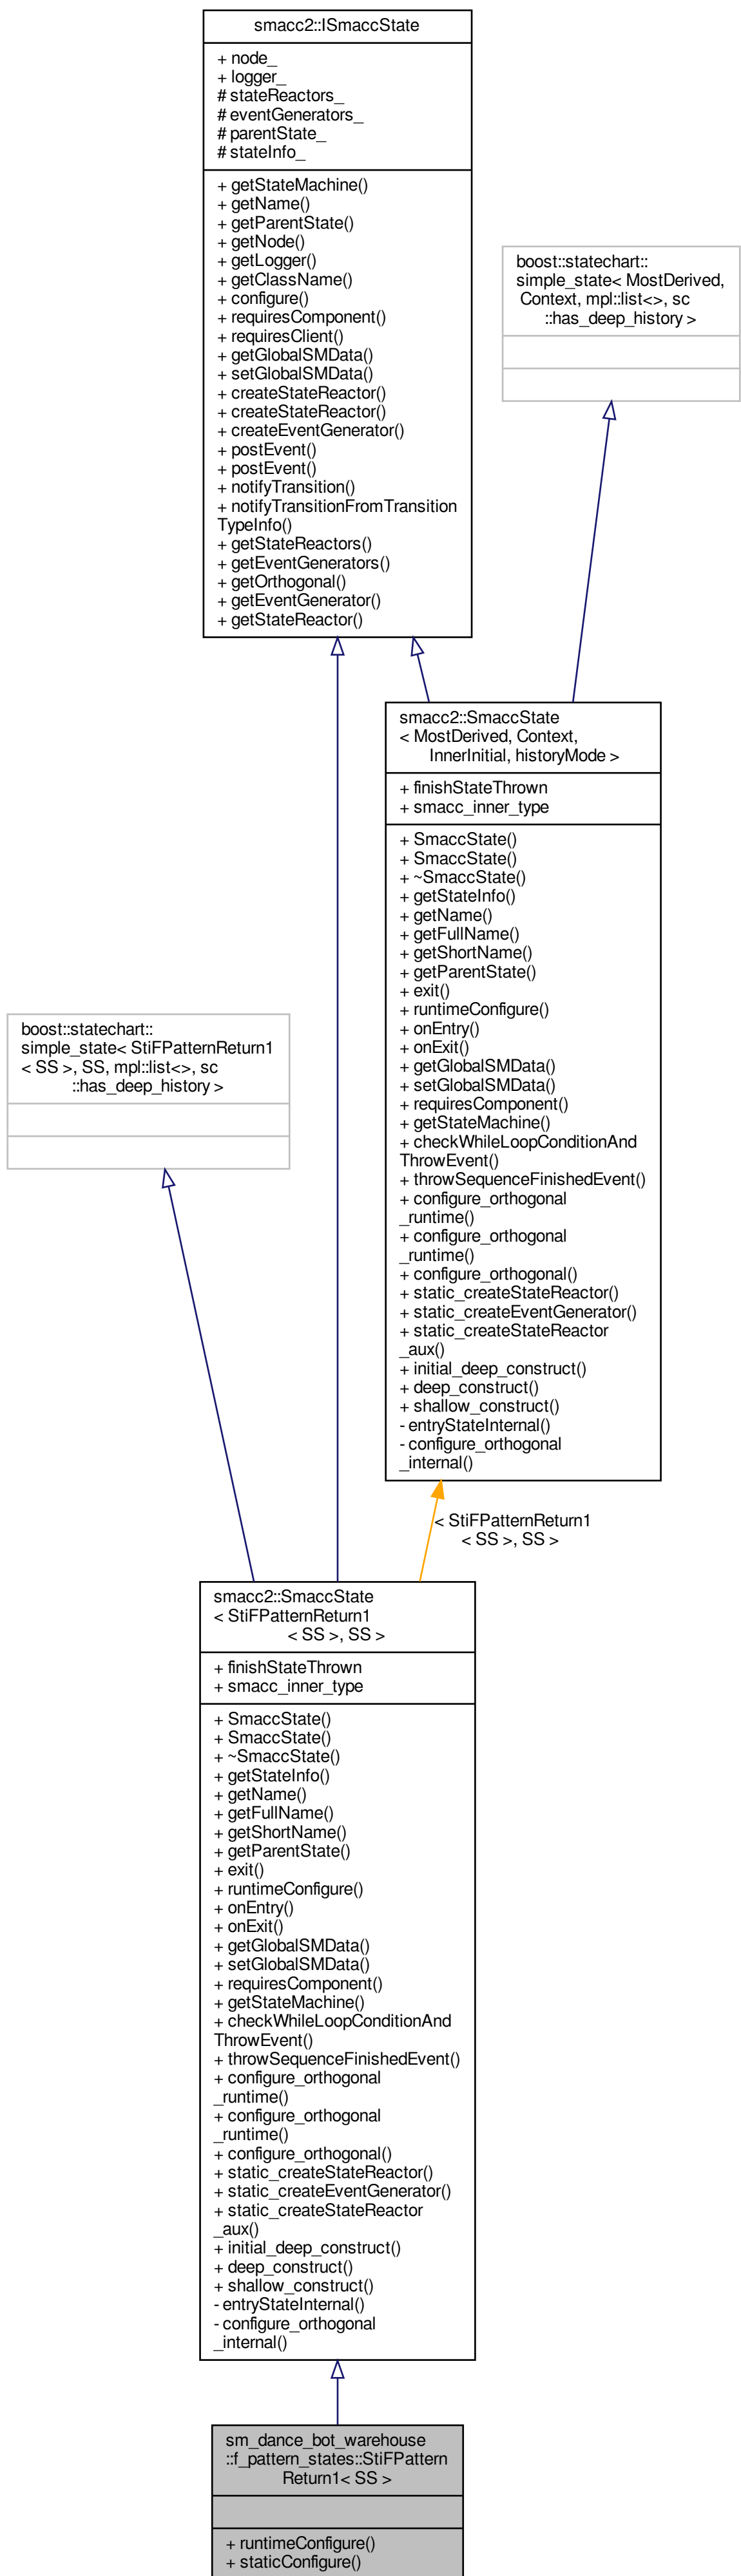 smacc2::ISmaccState
+ node_
+ logger_
# stateReactors_
# eventGenerators_
# parentState_
# stateInfo_
+ getStateMachine()
+ getName()
+ getParentState()
+ getNode()
+ getLogger()
+ getClassName()
+ configure()
+ requiresComponent()
+ requiresClient()
+ getGlobalSMData()
+ setGlobalSMData()
+ createStateReactor()
+ createStateReactor()
+ createEventGenerator()
+ postEvent()
+ postEvent()
+ notifyTransition()
+ notifyTransitionFromTransition
TypeInfo()
+ getStateReactors()
+ getEventGenerators()
+ getOrthogonal()
+ getEventGenerator()
+ getStateReactor()
boost::statechart::
simple_state< MostDerived,
Context, mpl::list<>, sc
::has_deep_history >
smacc2::SmaccState
< MostDerived, Context,
InnerInitial, historyMode >
+ finishStateThrown
+ smacc_inner_type
+ SmaccState()
+ SmaccState()
+ ~SmaccState()
+ getStateInfo()
+ getName()
+ getFullName()
+ getShortName()
+ getParentState()
+ exit()
+ runtimeConfigure()
+ onEntry()
+ onExit()
+ getGlobalSMData()
+ setGlobalSMData()
+ requiresComponent()
+ getStateMachine()
+ checkWhileLoopConditionAnd
ThrowEvent()
+ throwSequenceFinishedEvent()
+ configure_orthogonal
_runtime()
+ configure_orthogonal
_runtime()
+ configure_orthogonal()
+ static_createStateReactor()
+ static_createEventGenerator()
+ static_createStateReactor
_aux()
+ initial_deep_construct()
+ deep_construct()
+ shallow_construct()
- entryStateInternal()
- configure_orthogonal
_internal()
boost::statechart::
simple_state< StiFPatternReturn1
< SS >, SS, mpl::list<>, sc
::has_deep_history >
< StiFPatternReturn1
< SS >, SS >
smacc2::SmaccState
< StiFPatternReturn1
< SS >, SS >
+ finishStateThrown
+ smacc_inner_type
+ SmaccState()
+ SmaccState()
+ ~SmaccState()
+ getStateInfo()
+ getName()
+ getFullName()
+ getShortName()
+ getParentState()
+ exit()
+ runtimeConfigure()
+ onEntry()
+ onExit()
+ getGlobalSMData()
+ setGlobalSMData()
+ requiresComponent()
+ getStateMachine()
+ checkWhileLoopConditionAnd
ThrowEvent()
+ throwSequenceFinishedEvent()
+ configure_orthogonal
_runtime()
+ configure_orthogonal
_runtime()
+ configure_orthogonal()
+ static_createStateReactor()
+ static_createEventGenerator()
+ static_createStateReactor
_aux()
+ initial_deep_construct()
+ deep_construct()
+ shallow_construct()
- entryStateInternal()
- configure_orthogonal
_internal()
sm_dance_bot_warehouse
::f_pattern_states::StiFPattern
Return1< SS >
+ runtimeConfigure()
+ staticConfigure()